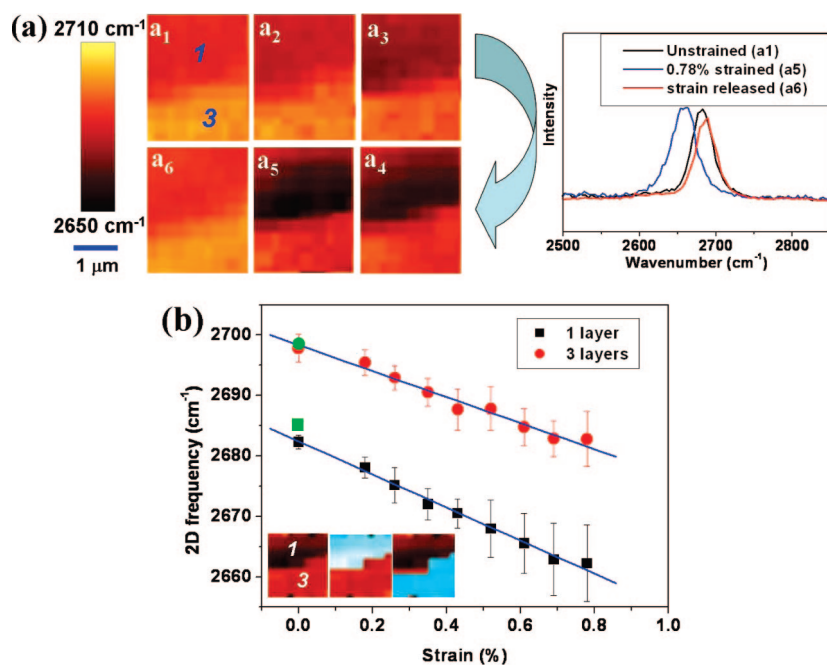 (a)
2710 cm-1
2650 cm-1
1 μm
a1
1
3
a2
a3
a6
a5
a4
Unstrained (a1)
0.78% strained (a5)
strain released (a6)
Intensity
2500 2600 2700 2800
Wavenumber (cm-1)
(b)
1 layer
3 layers
2D frequency (cm-1)
2700
2690
2680
2670
2660
1
3
0.0 0.2 0.4 0.6 0.8 1.0
Strain (%)